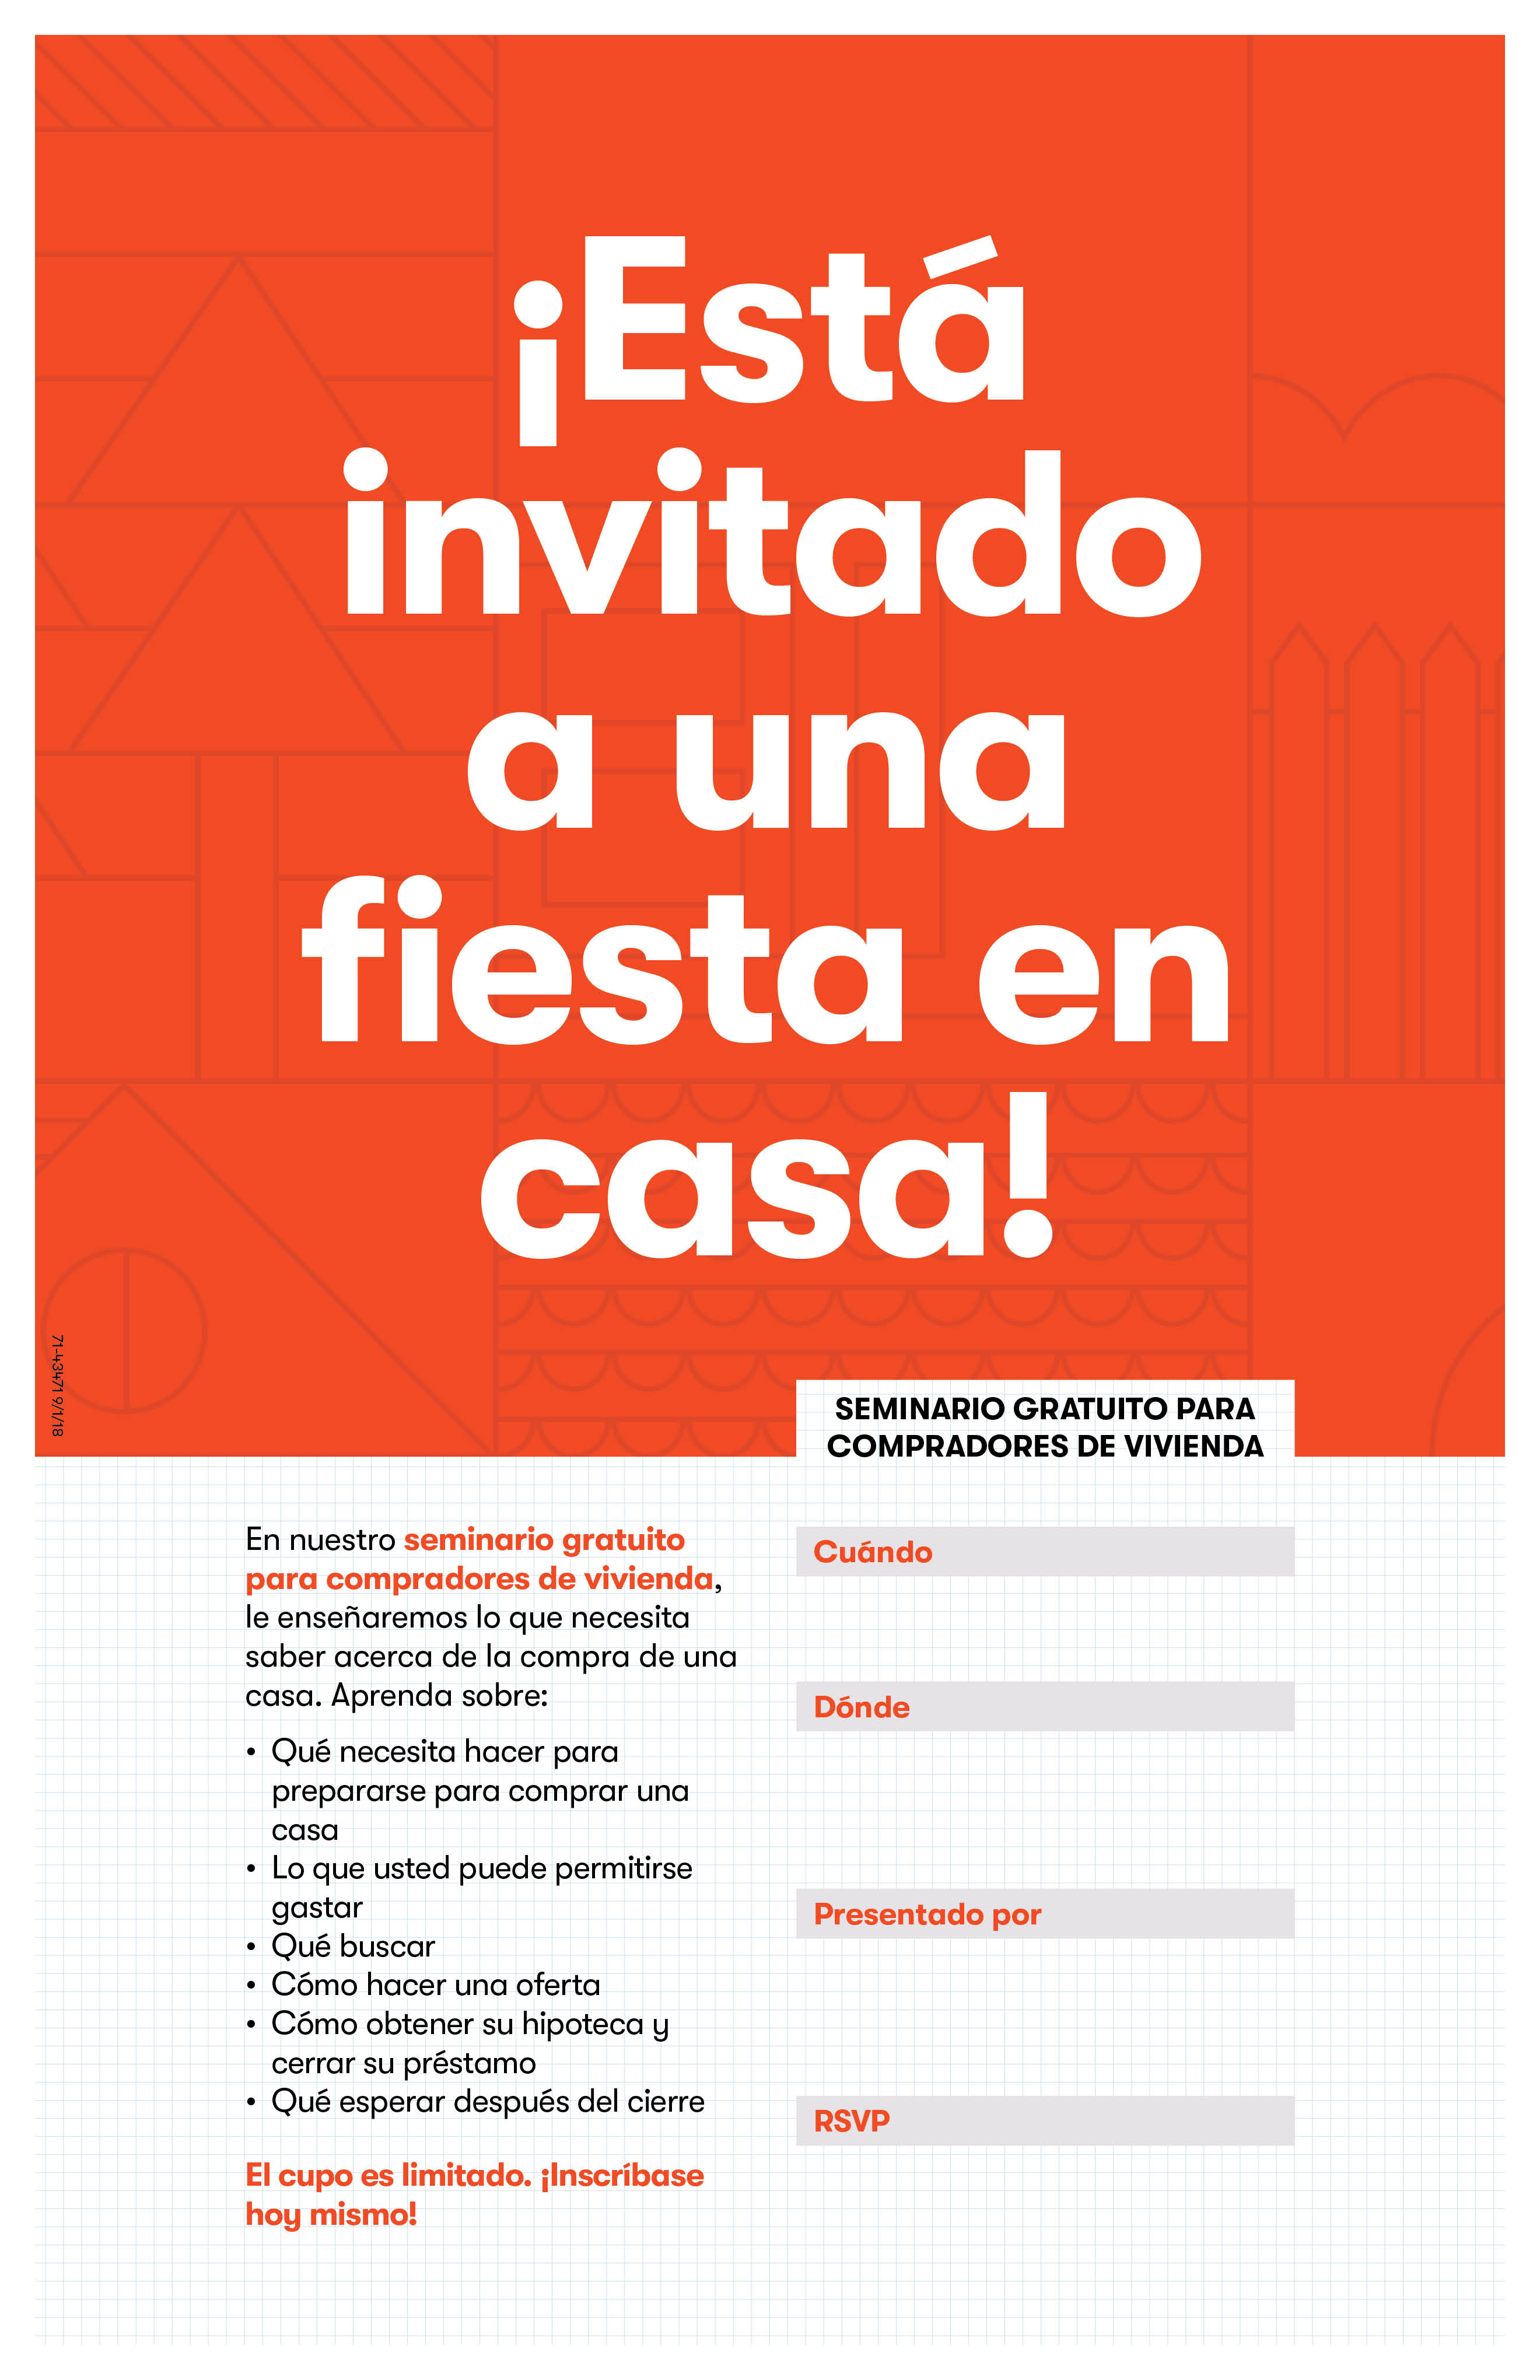 ¡Está
invitado
a una
fiesta en
casa!
71-43471 9/1/18
SEMINARIO GRATUITO PARA
COMPRADORES DE VIVIENDA
En nuestro seminario gratuito
para compradores de vivienda,
le enseñaremos lo que necesita
saber acerca de la compra de una
casa. Aprenda sobre:
• Qué necesita hacer para
prepararse para comprar una
casa
• Lo que usted puede permitirse
gastar
• Qué buscar
• Cómo hacer una oferta
• Cómo obtener su hipoteca y
cerrar su préstamo
• Qué esperar después del cierre
El cupo es limitado. ¡Inscríbase
hoy mismo!
Cuándo
Dónde
Presentado por
RSVP